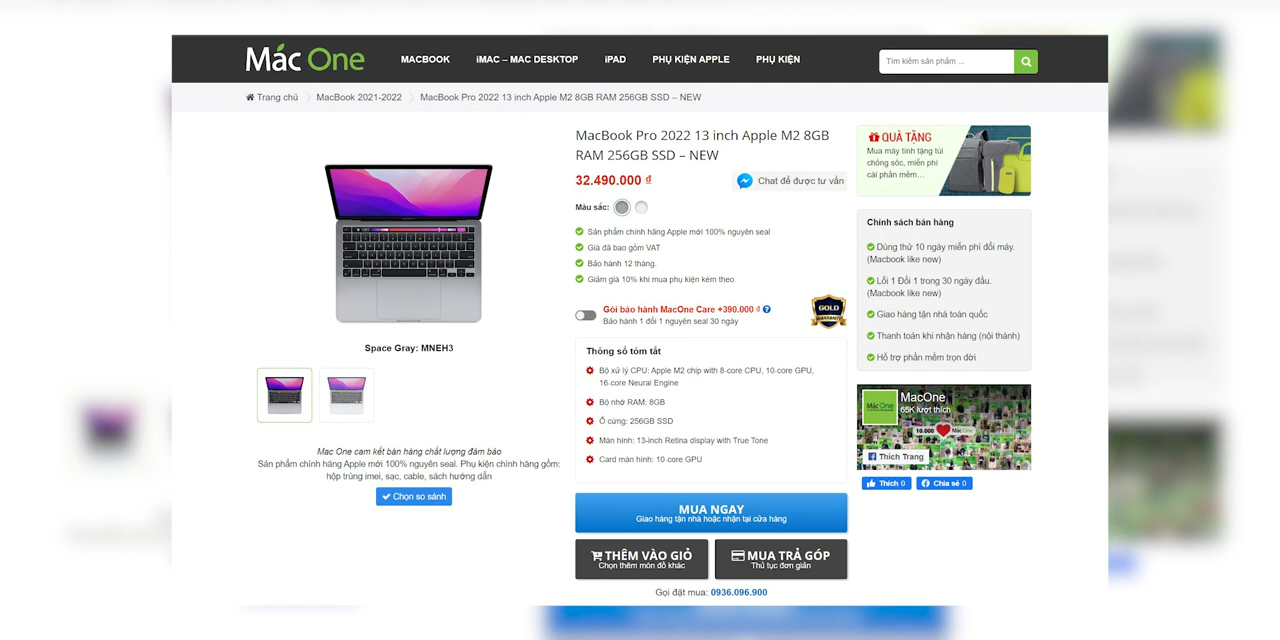 Mác One
MACBOOK
iMAC – MAC DESKTOP
iPAD
PHỤ KIỆN APPLE
PHỤ KIỆN
Tìm kiếm sản phẩm ...
Trang chủ
MacBook 2021-2022
MacBook Pro 2022 13 inch Apple M2 8GB RAM 256GB SSD – NEW
Space Gray: MNEH3
Mac One cam kết bán hàng chất lượng đảm bảo
Sản phẩm chính hãng Apple mới 100% nguyên seal. Phụ kiện chính hãng gồm:
hộp trùng imei, sạc, cable, sách hướng dẫn
Chọn so sánh
MacBook Pro 2022 13 inch Apple M2 8GB
RAM 256GB SSD – NEW
32.490.000 ₫
Chat để được tư vấn
Màu sắc:
Sản phẩm chính hãng Apple mới 100% nguyên seal
Giá đã bao gồm VAT
Bảo hành 12 tháng.
Giảm giá 10% khi mua phụ kiện kèm theo
Gói bảo hành MacOne Care +390.000 ₫
Bảo hành 1 đổi 1 nguyên seal 30 ngày
GOLD
WARRANTY
Thông số tóm tắt
Bộ xử lý CPU: Apple M2 chip with 8-core CPU, 10-core GPU,
16-core Neural Engine
Bộ nhớ RAM: 8GB
Ổ cứng: 256GB SSD
Màn hình: 13-inch Retina display with True Tone
Card màn hình: 10-core GPU
MUA NGAY
Giao hàng tận nhà hoặc nhận tại cửa hàng
THÊM VÀO GIỎ
Chọn thêm món đồ khác
MUA TRẢ GÓP
Thủ tục đơn giản
Gọi đặt mua: 0936.096.900
QUÀ TẶNG
Mua máy tính tặng túi
chống sốc, miễn phí
cài phần mềm…
Chính sách bán hàng
Dùng thử 10 ngày miễn phí đổi máy.
(Macbook like new)
Lỗi 1 Đổi 1 trong 30 ngày đầu.
(Macbook like new)
Giao hàng tận nhà toàn quốc
Thanh toán khi nhận hàng (nội thành)
Hỗ trợ phần mềm trọn đời
Mác One
MacOne
65K lượt thích
10.000
Mác One
Thích Trang
Thích 0
Chia sẻ 0